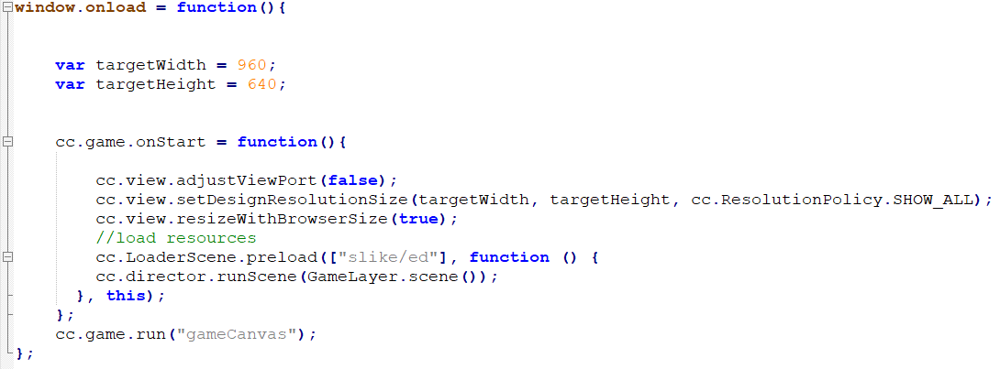 window.onload = function(){
var targetWidth = 960;
var targetHeight = 640;
cc.game.onStart = function(){
cc.view.adjustViewPort(false);
cc.view.setDesignResolutionSize(targetWidth, targetHeight, cc.ResolutionPolicy.SHOW_ALL);
cc.view.resizeWithBrowserSize(true);
//load resources
cc.LoaderScene.preload(["slike/ed"], function () {
cc.director.runScene(GameLayer.scene());
}, this);
};
cc.game.run("gameCanvas");
};